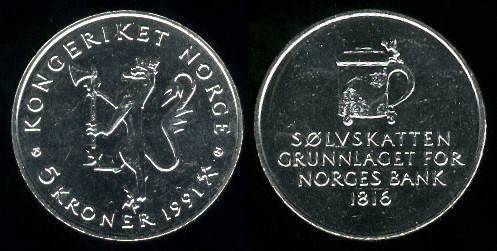 KONGERIKET NORGE
5 KRONER 1991
SØLVSKATTEN
GRUNNLAGET FOR
NORGES BANK
1816